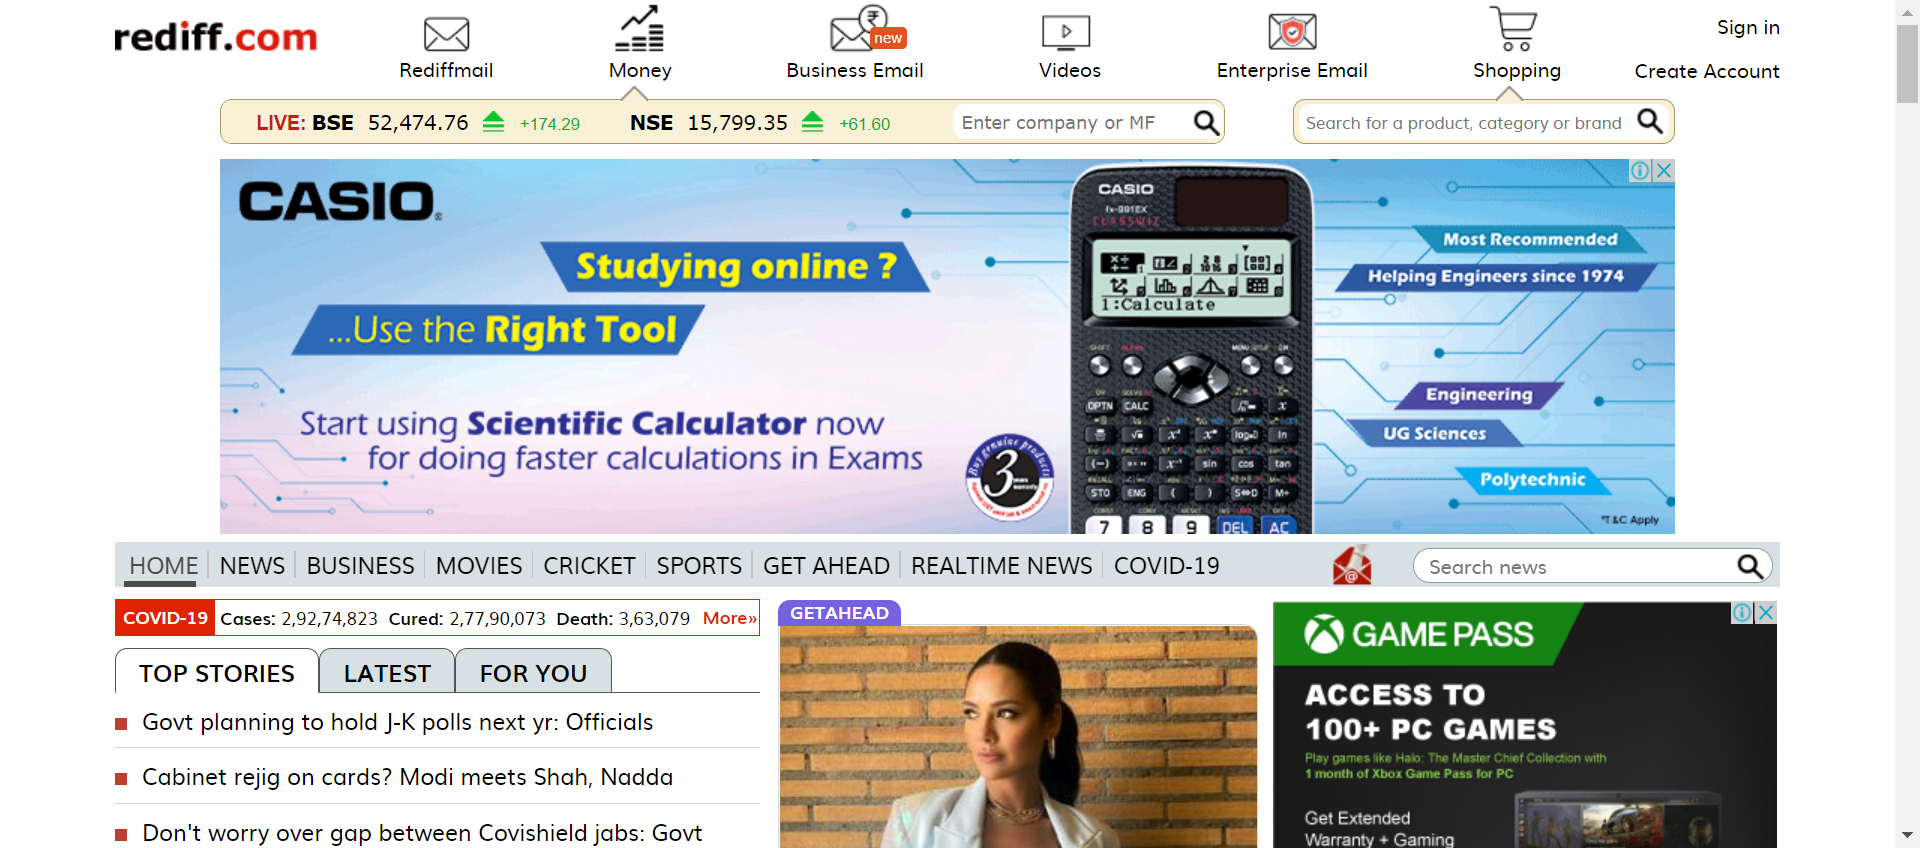 rediff.com
Rediffmail
Money
new
Business Email
Videos
Enterprise Email
Shopping
Sign in
Create Account
LIVE: BSE 52,474.76 +174.29 NSE 15,799.35 +61.60
Enter company or MF
Search for a product, category or brand
CASIO
Studying online ?
...Use the Right Tool
Start using Scientific Calculator now
for doing faster calculations in Exams
Buy genuine products
3
CASIO
fx-991EX
CLASSWIZ
1:Calculate
SHIFT
OPTN CALC
sin cos tan
STO ENG ( ) S⇔D M+
7 8 9 DEL AC
Most Recommended
Helping Engineers since 1974
Engineering
UG Sciences
Polytechnic
*T&C Apply
HOME NEWS BUSINESS MOVIES CRICKET SPORTS GET AHEAD REALTIME NEWS COVID-19
Search news
COVID-19 Cases: 2,92,74,823 Cured: 2,77,90,073 Death: 3,63,079 More»
TOP STORIES LATEST FOR YOU
Govt planning to hold J-K polls next yr: Officials
Cabinet rejig on cards? Modi meets Shah, Nadda
Don't worry over gap between Covishield jabs: Govt
GETAHEAD
GAME PASS
ACCESS TO
100+ PC GAMES
Play games like Halo: The Master Chief Collection with
1 month of Xbox Game Pass for PC
Get Extended
Warranty + Gaming